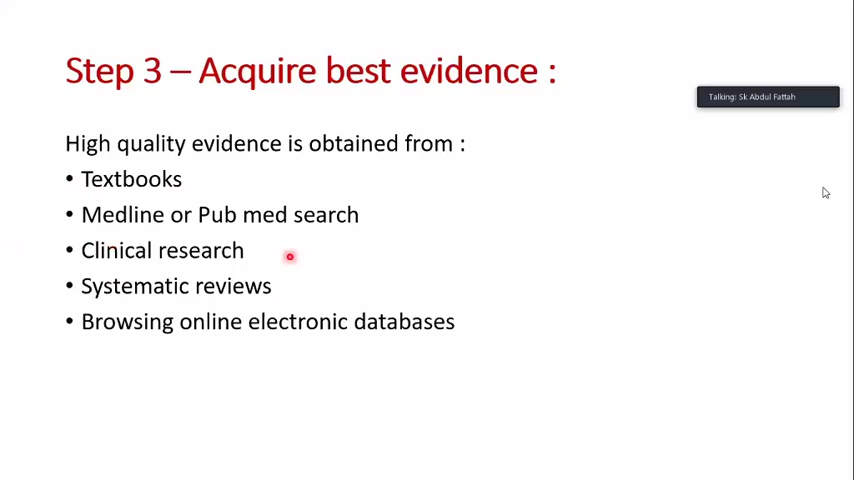 Step 3 – Acquire best evidence :
Talking: Sk Abdul Fattah
High quality evidence is obtained from :
• Textbooks
• Medline or Pub med search
• Clinical research
• Systematic reviews
• Browsing online electronic databases